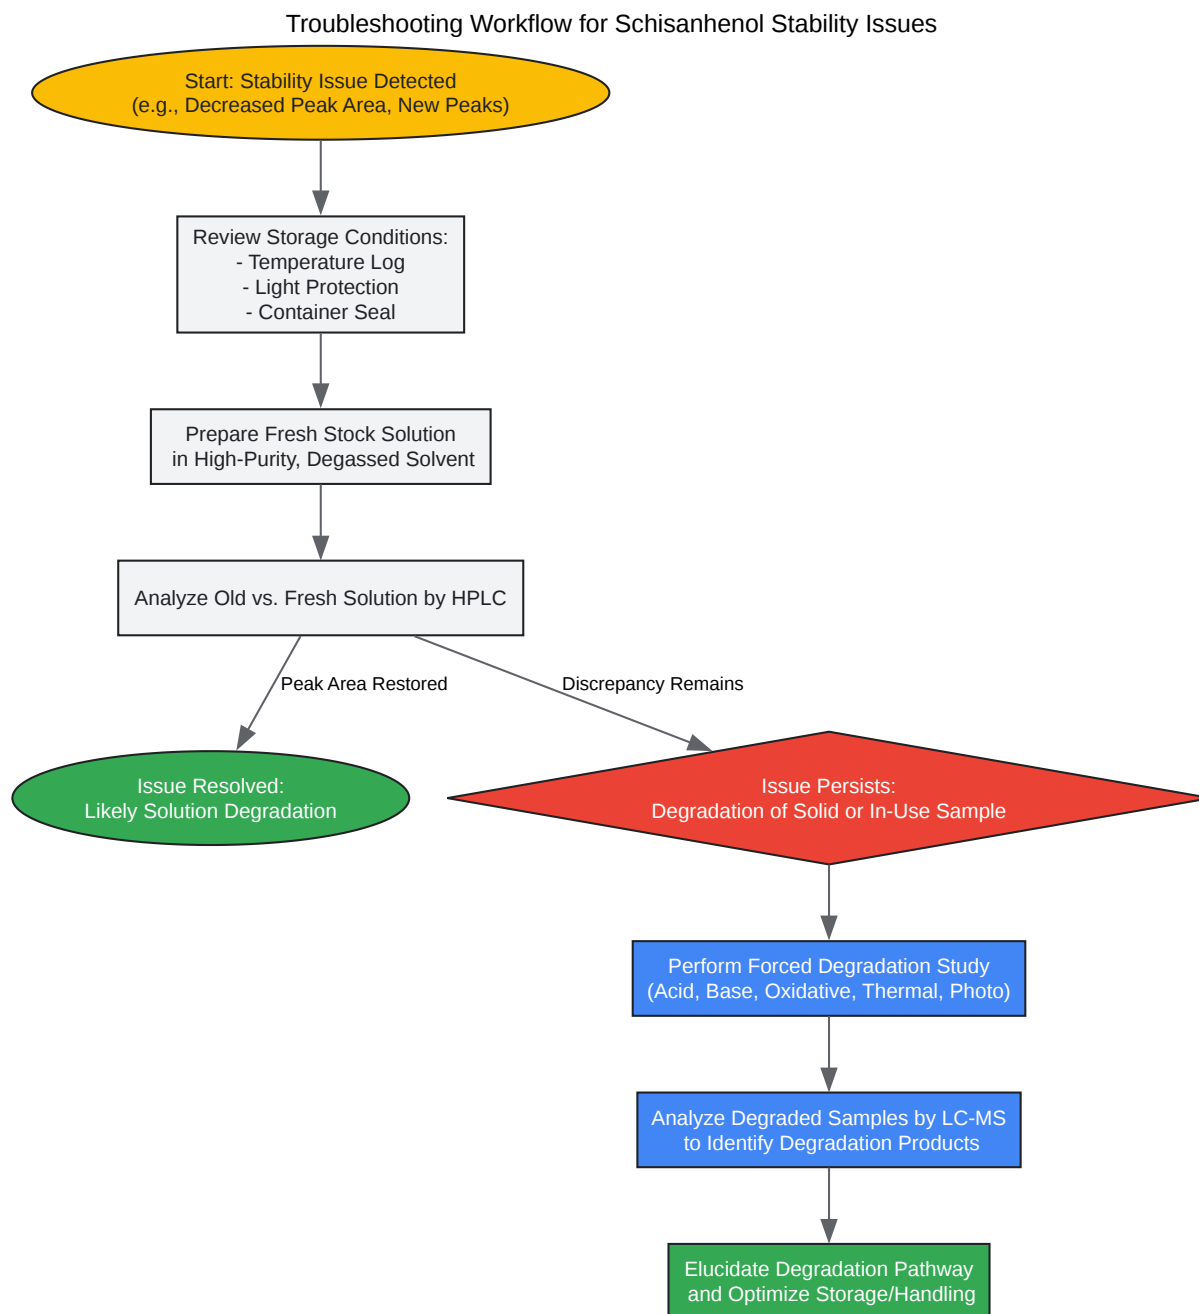 Troubleshooting Workflow for Schisanhenol Stability Issues
Start: Stability Issue Detected
(e.g., Decreased Peak Area, New Peaks)
Review Storage Conditions:
- Temperature Log
- Light Protection
- Container Seal
Prepare Fresh Stock Solution
in High-Purity, Degassed Solvent
Analyze Old vs. Fresh Solution by HPLC
Peak Area Restored
Discrepancy Remains
Issue Resolved:
Likely Solution Degradation
Issue Persists:
Degradation of Solid or In-Use Sample
Perform Forced Degradation Study
(Acid, Base, Oxidative, Thermal, Photo)
Analyze Degraded Samples by LC-MS
to Identify Degradation Products
Elucidate Degradation Pathway
and Optimize Storage/Handling